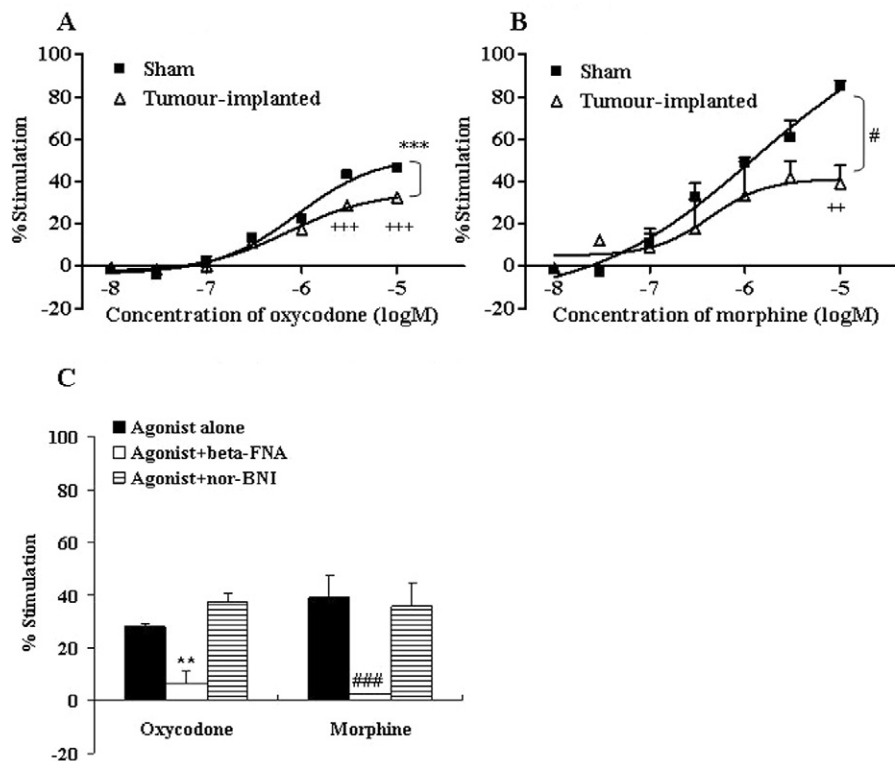 A
100
80
60
40
20
0
-20
%Stimulation
Sham
Tumour-implanted
***
+++ +++
-8 -7 -6 -5
Concentration of oxycodone (logM)
B
100
80
60
40
20
0
-20
%Stimulation
Sham
Tumour-implanted
#
++
-8 -7 -6 -5
Concentration of morphine (logM)
C
Agonist alone
Agonist+beta-FNA
Agonist+nor-BNI
100
80
60
40
20
0
-20
% Stimulation
**
###
Oxycodone Morphine